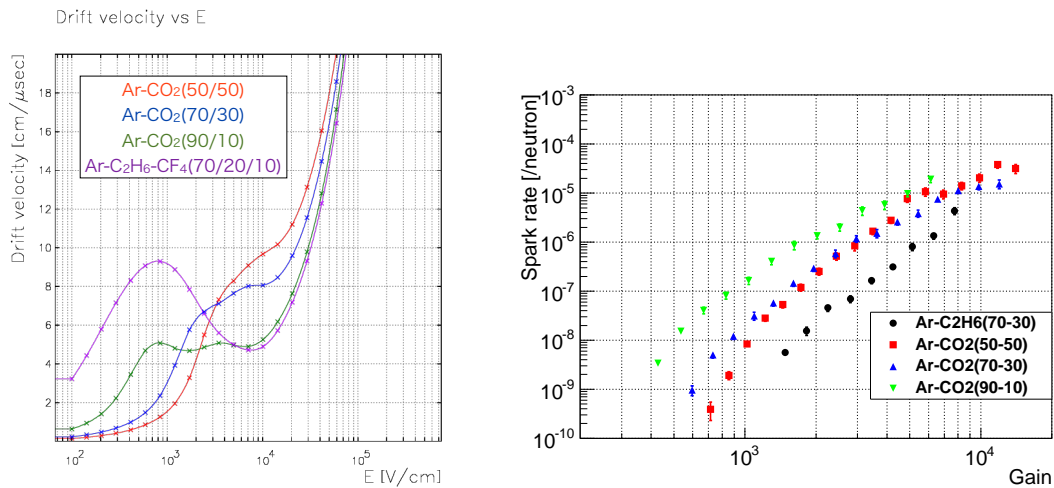 Drift velocity vs E
Drift velocity [cm/μsec]
18
16
14
12
10
8
6
4
2
Ar-CO2(50/50)
Ar-CO2(70/30)
Ar-CO2(90/10)
Ar-C2H6-CF4(70/20/10)
10^2
10^3
10^4
10^5
E [V/cm]
Spark rate [/neutron]
10^-3
10^-4
10^-5
10^-6
10^-7
10^-8
10^-9
10^-10
Ar-C2H6(70-30)
Ar-CO2(50-50)
Ar-CO2(70-30)
Ar-CO2(90-10)
10^3
10^4
Gain